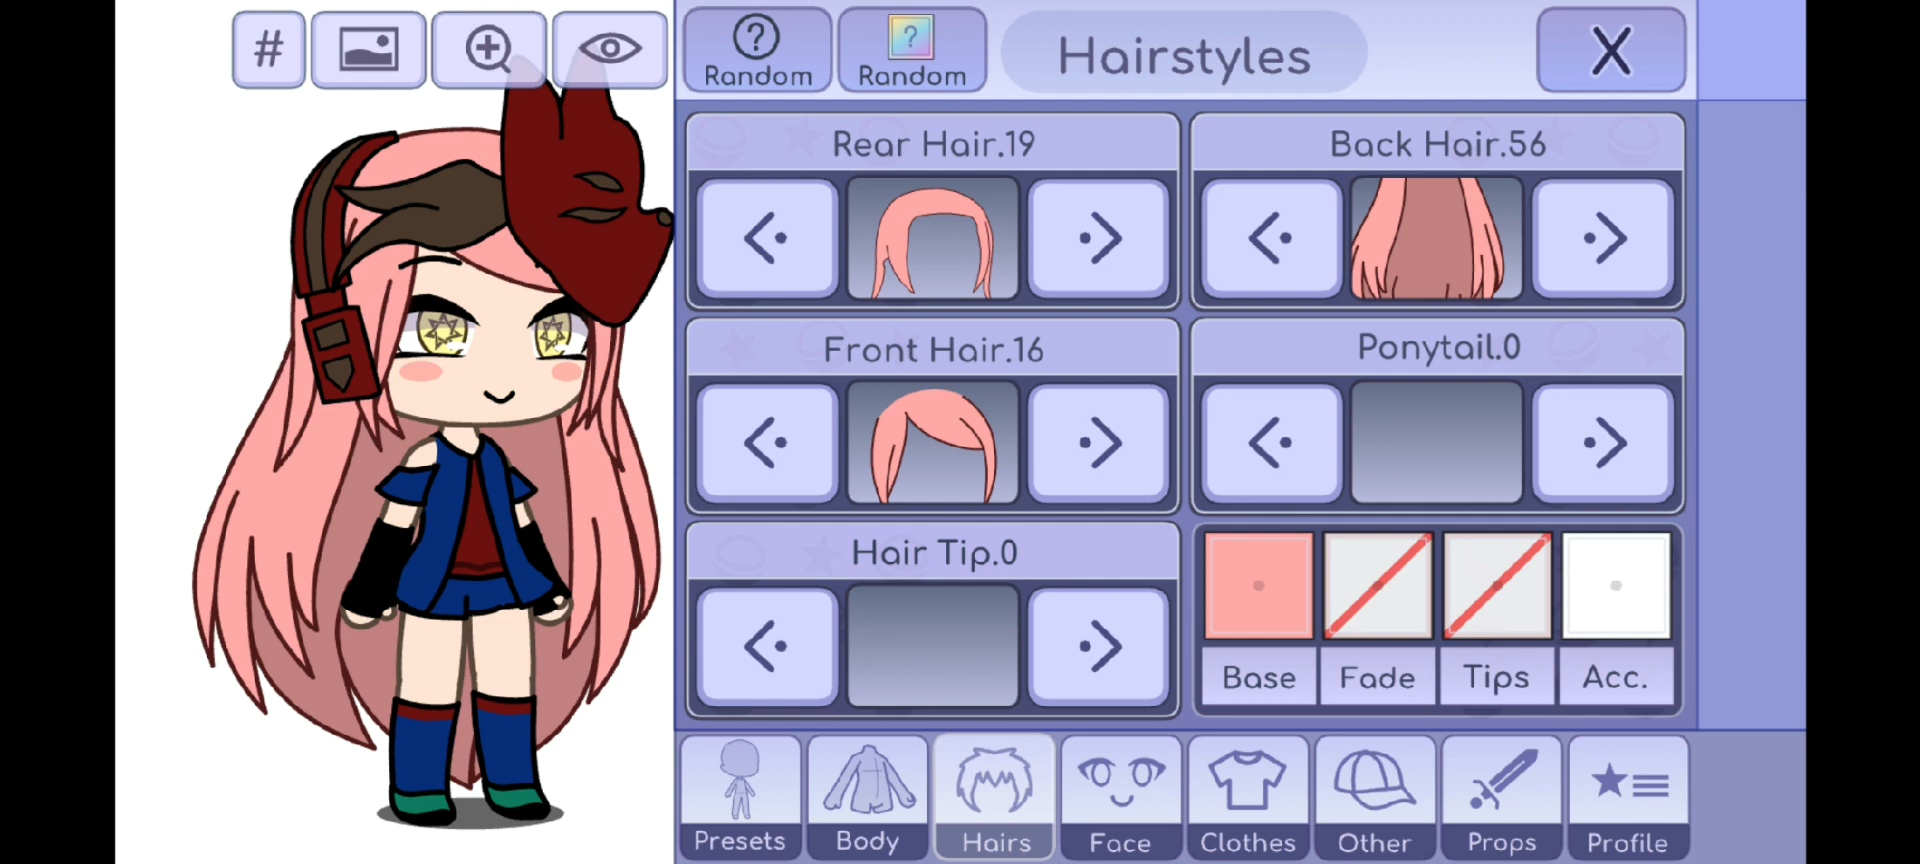 #
? Random
? Random
Hairstyles
X
Rear Hair.19
Back Hair.56
Front Hair.16
Ponytail.0
Hair Tip.0
Base
Fade
Tips
Acc.
Presets
Body
Hairs
Face
Clothes
Other
Props
Profile